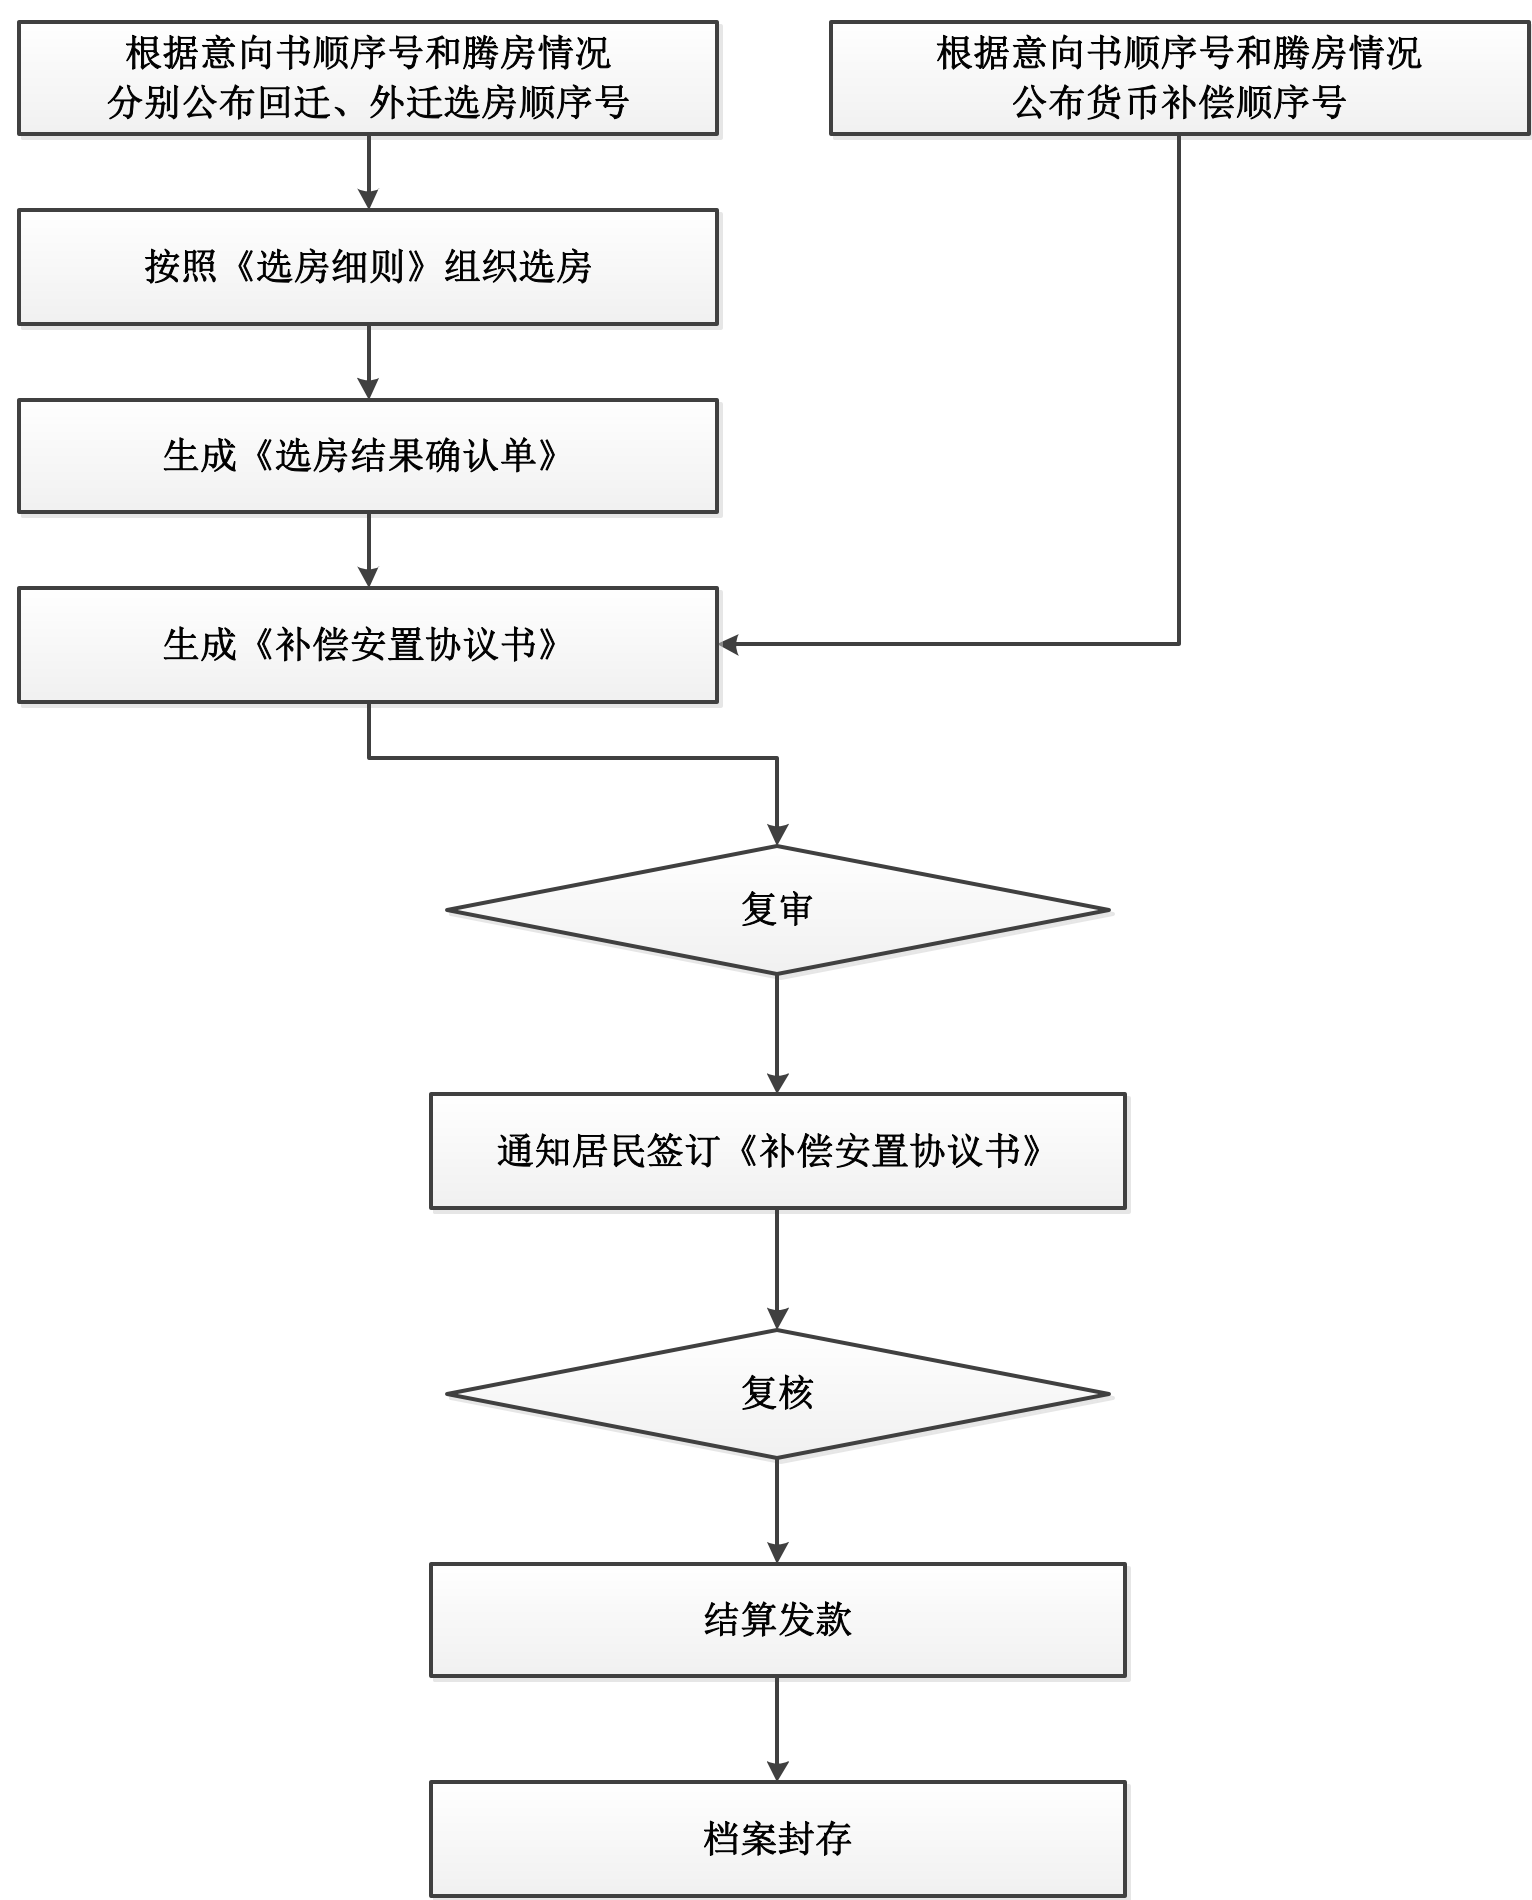 根据意向书顺序号和腾房情况
分别公布回迁、外迁选房顺序号
根据意向书顺序号和腾房情况
公布货币补偿顺序号
按照《选房细则》组织选房
生成《选房结果确认单》
生成《补偿安置协议书》
复审
通知居民签订《补偿安置协议书》
复核
结算发款
档案封存